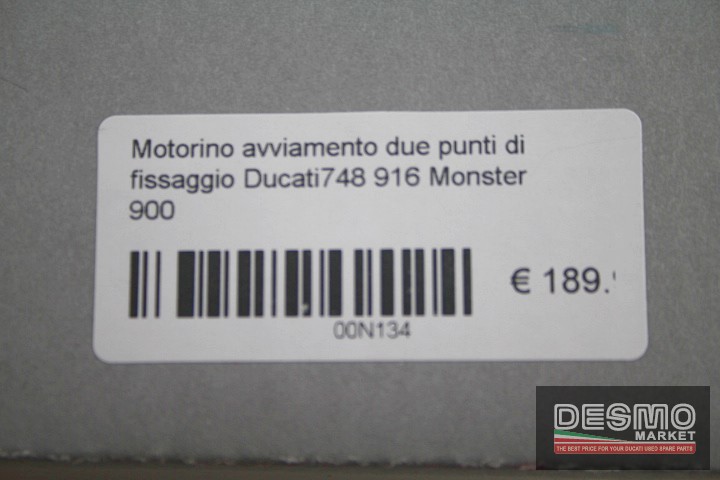 Motorino avviamento due punti di
fissaggio Ducati748 916 Monster
900
€ 189.
00N134
DESMO
MARKET
THE BEST PRICE FOR YOUR DUCATI USED SPARE PARTS